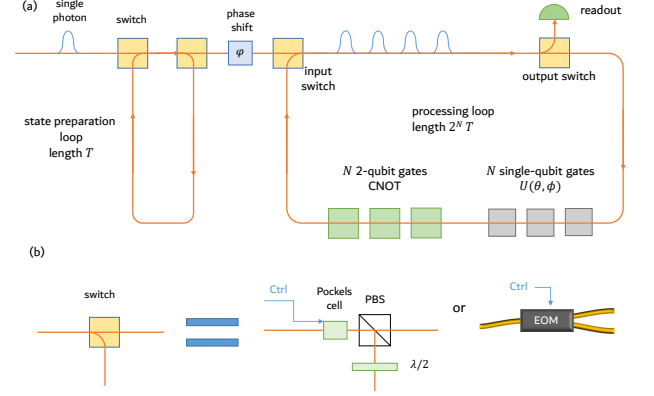 (a)
single
photon
switch
phase
shift
φ
input
switch
readout
output switch
state preparation
loop
length T
processing loop
length 2^N T
N 2-qubit gates
CNOT
N single-qubit gates
U(θ, ϕ)
(b)
switch
Ctrl
Pockels
cell
PBS
λ/2
or
Ctrl
EOM